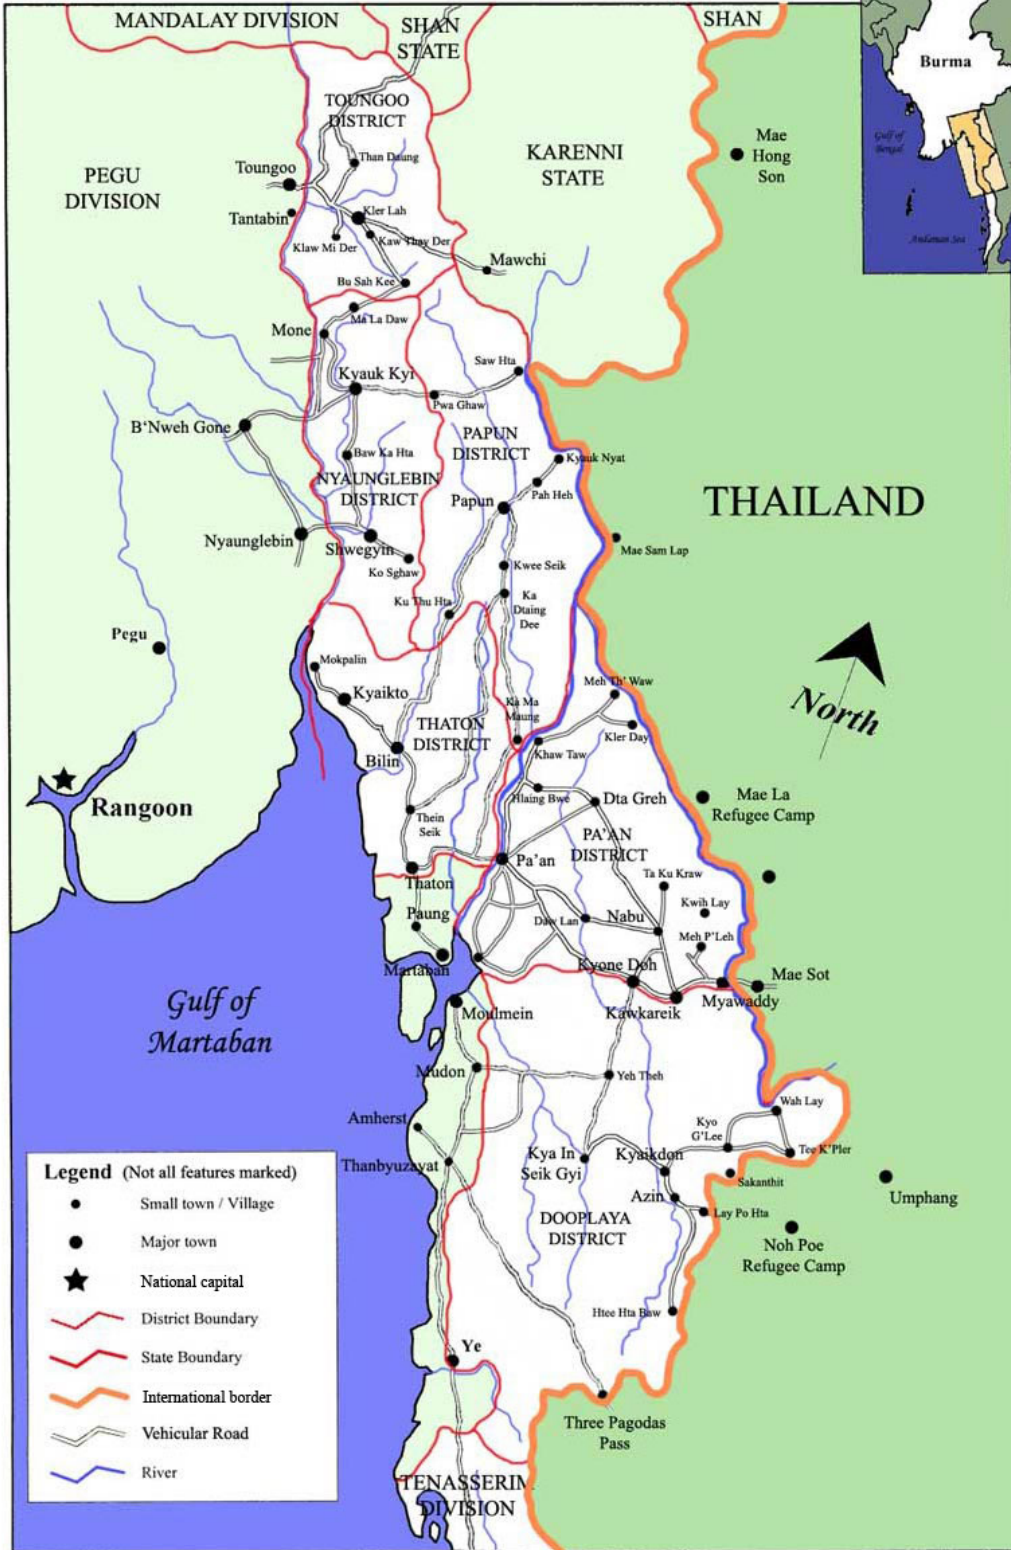 MANDALAY DIVISION
SHAN
STATE
SHAN
Burma
Gulf of
Bengal
Andaman Sea
TOUNGOO
DISTRICT
Than Daung
Toungoo
Tantabin
Kler Lah
Klaw Mi Der
Kaw Thay Der
Bu Sah Kee
Mawchi
PEGU
DIVISION
KARENNI
STATE
Mae
Hong
Son
Ma La Daw
Mone
Saw Hta
Kyauk Kyi
Pwa Ghaw
B'Nweh Gone
PAPUN
DISTRICT
Baw Ka Hta
Kyauk Nyat
NYAUNGLEBIN
DISTRICT
Pah Heh
Papun
THAILAND
Nyaunglebin
Shwegyin
Mae Sam Lap
Ko Sghaw
Kwee Seik
Ku Thu Hta
Ka
Dtaing
Dee
Pegu
Mokpalin
Kyaikto
Meh Th' Waw
Ka Ma
Maung
Kler Day
THATON
DISTRICT
Bilin
Khaw Taw
North
Rangoon
Hlaing Bwe
Dta Greh
Mae La
Refugee Camp
Thein
Seik
PA'AN
DISTRICT
Pa'an
Thaton
Ta Ku Kraw
Paung
Daw Lan
Nabu
Kwih Lay
Meh P'Leh
Martaban
Kyone Doh
Mae Sot
Myawaddy
Kawkareik
Gulf of
Martaban
Moulmein
Mudon
Yeh Theh
Wah Lay
Amherst
Kyo
G'Lee
Thanbyuzayat
Kya In
Seik Gyi
Kyaikdon
Tee K'Pler
Sakanthit
Azin
Umphang
Lay Po Hta
DOOPLAYA
DISTRICT
Noh Poe
Refugee Camp
Htee Hta Baw
Ye
Three Pagodas
Pass
TENASSERIM
DIVISION
Legend (Not all features marked)
Small town / Village
Major town
National capital
District Boundary
State Boundary
International border
Vehicular Road
River